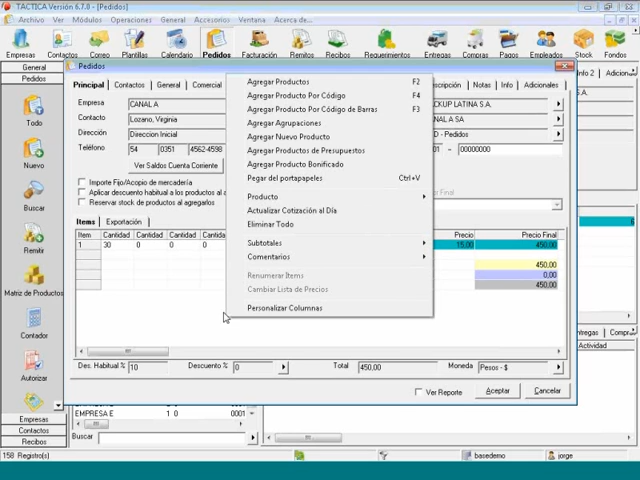 TACTICA Versión 6.7.0 - [Pedidos]
Archivo Ver Módulos Operaciones General Accesorios Ventana Acerca de...
Empresas Contactos Correo Plantillas Calendario Pedidos Facturación Remitos Recibos Requerimientos Entregas Compras Pagos Empleados Stock Fondos
General
Pedidos
Todo
Nuevo
Buscar
Remitir
Matriz de Productos
Contador
Autorizar
Empresas
Contactos
Recibos
Pedidos
Principal Contactos General Comercial
Notas Info Adicionales
Info 2 Adicional
Empresa CANAL A
Contacto Lozano, Virginia
Dirección Direccion Inicial
Teléfono 54 0351 4562-4598
KUP LATINA S.A.
NAL A SA
D - Pedidos
01 - 00000000
Ver Saldos Cuenta Corriente
Importe Fijo/Acopio de mercadería
Aplicar descuento habitual a los productos al
Reservar stock de productos al agregarlos
Final
Items Exportación
Item Cantidad Cantidad Cantidad Cantidad
1 30 0 0 0
Precio Precio Final
15,00 450,00
450,00
0,00
450,00
Agregar Productos F2
Agregar Producto Por Código F4
Agregar Producto Por Código de Barras F3
Agregar Agrupaciones
Agregar Nuevo Producto
Agregar Productos de Presupuestos
Agregar Producto Bonificado
Pegar del portapapeles Ctrl+V
Producto
Actualizar Cotización al Día
Eliminar Todo
Subtotales
Comentarios
Renumerar Items
Cambiar Lista de Precios
Personalizar Columnas
Des. Habitual % 10 Descuento % 0 Total 450,00 Moneda Pesos - $
Ver Reporte Aceptar Cancelar
Actividad
EMPRESA E 1 0 0001
Buscar
158 Registro(s) basedemo jorge